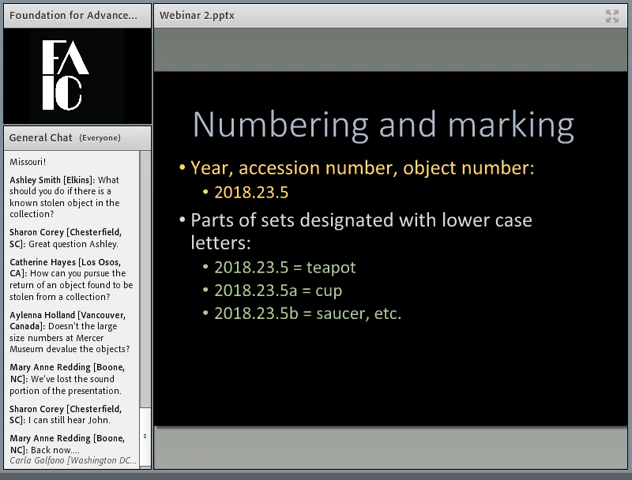 Foundation for Advance...
FA
IC
General Chat (Everyone)
Missouri!
Ashley Smith [Elkins]: What
should you do if there is a
known stolen object in the
collection?
Sharon Corey [Chesterfield,
SC]: Great question Ashley.
Catherine Hayes [Los Osos,
CA]: How can you pursue the
return of an object found to be
stolen from a collection?
Aylenna Holland [Vancouver,
Canada]: Doesn't the large
size numbers at Mercer
Museum devalue the objects?
Mary Anne Redding [Boone,
NC]: We've lost the sound
portion of the presentation.
Sharon Corey [Chesterfield,
SC]: I can still hear John.
Mary Anne Redding [Boone,
NC]: Back now....
Carla Galfano [Washington DC...
Webinar 2.pptx
Numbering and marking
• Year, accession number, object number:
• 2018.23.5
• Parts of sets designated with lower case
letters:
• 2018.23.5 = teapot
• 2018.23.5a = cup
• 2018.23.5b = saucer, etc.